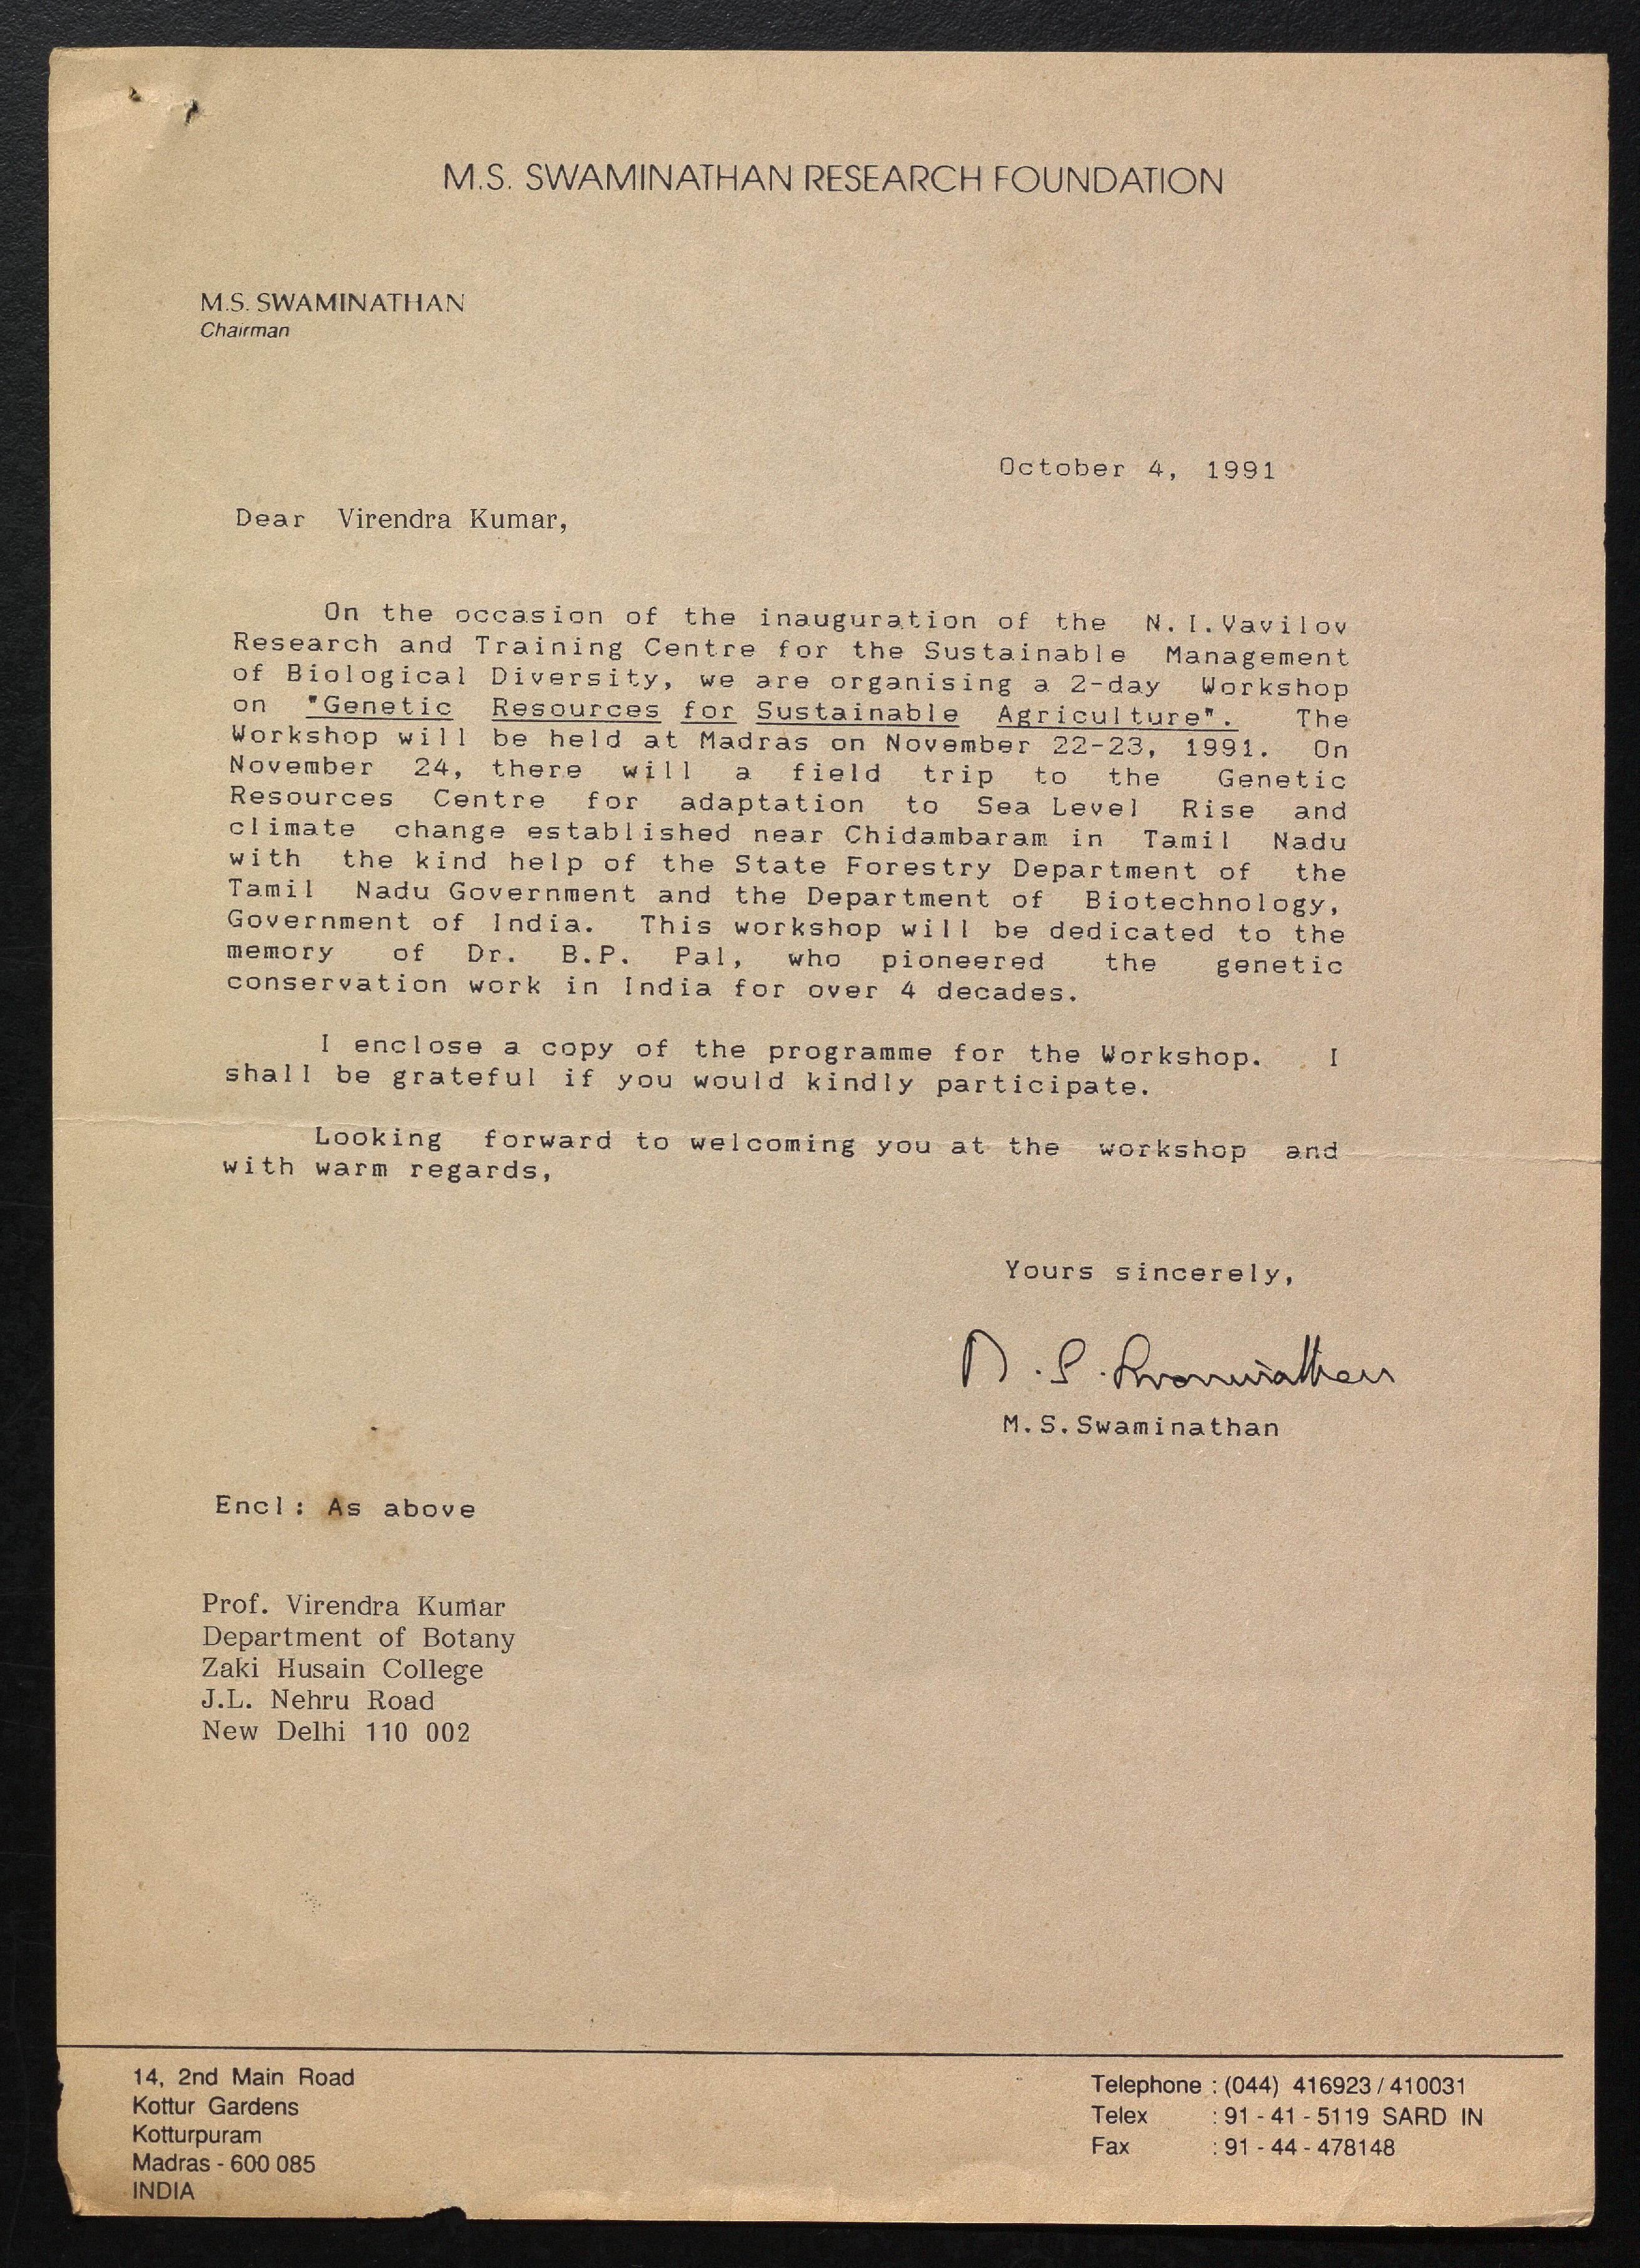 M.S. SWAMINATHAN RESEARCH FOUNDATION
M.S. SWAMINATHAN
Chairman
October 4, 1991
Dear Virendra Kumar,
On the occasion of the inauguration of the N.I.Vavilov
Research and Training Centre for the Sustainable Management
of Biological Diversity, we are organising a 2-day Workshop
on "Genetic Resources for Sustainable Agriculture". The
Workshop will be held at Madras on November 22-23, 1991. On
November 24, there will a field trip to the Genetic
Resources Centre for adaptation to Sea Level Rise and
climate change established near Chidambaram in Tamil Nadu
with the kind help of the State Forestry Department of the
Tamil Nadu Government and the Department of Biotechnology,
Government of India. This workshop will be dedicated to the
memory of Dr. B.P. Pal, who pioneered the genetic
conservation work in India for over 4 decades.
I enclose a copy of the programme for the Workshop. I
shall be grateful if you would kindly participate.
Looking forward to welcoming you at the workshop and
with warm regards,
Yours sincerely,
M.S. Swaminathan
M.S.Swaminathan
Encl: As above
Prof. Virendra Kumar
Department of Botany
Zaki Husain College
J.L. Nehru Road
New Delhi 110 002
14, 2nd Main Road
Kottur Gardens
Kotturpuram
Madras - 600 085
INDIA
Telephone : (044) 416923 / 410031
Telex : 91 - 41 - 5119 SARD IN
Fax : 91 - 44 - 478148